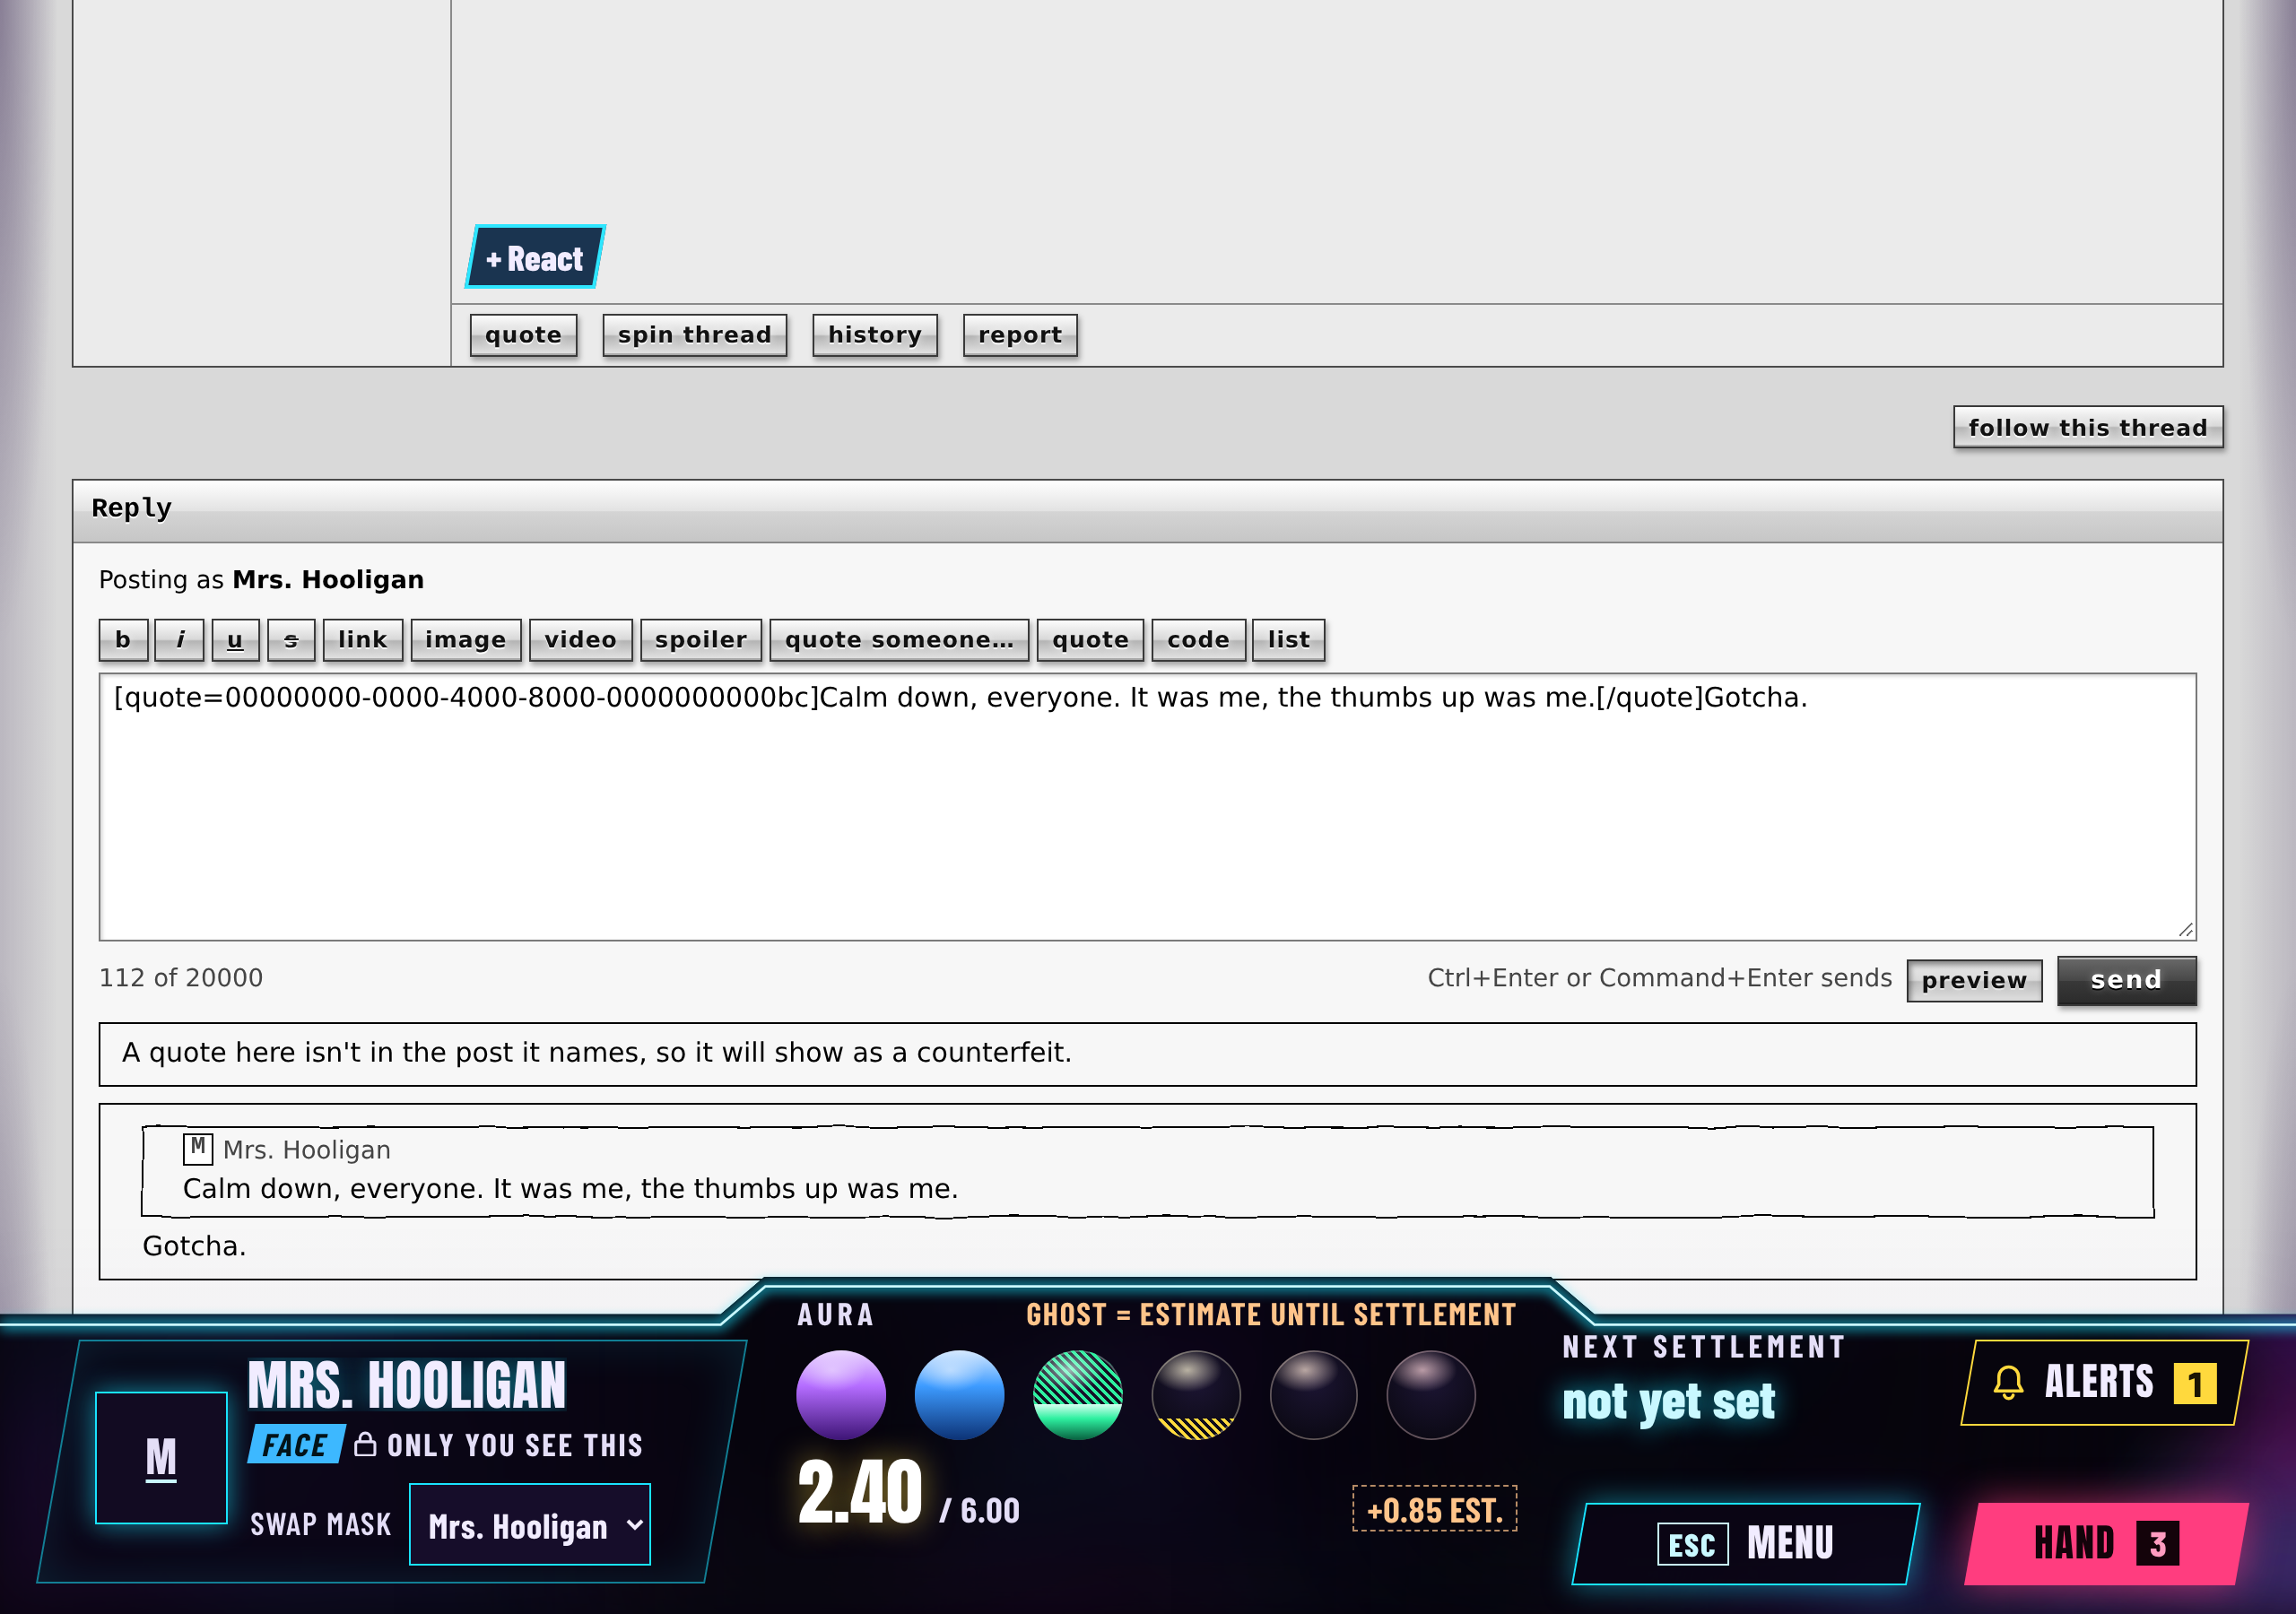 + React
quote spin thread history report
follow this thread
Reply
Posting as Mrs. Hooligan
b i u s link image video spoiler quote someone… quote code list
[quote=00000000-0000-4000-8000-0000000000bc]Calm down, everyone. It was me, the thumbs up was me.[/quote]Gotcha.
112 of 20000
Ctrl+Enter or Command+Enter sends preview send
A quote here isn't in the post it names, so it will show as a counterfeit.
M Mrs. Hooligan
Calm down, everyone. It was me, the thumbs up was me.
Gotcha.
M
MRS. HOOLIGAN
FACE ONLY YOU SEE THIS
SWAP MASK Mrs. Hooligan
AURA GHOST = ESTIMATE UNTIL SETTLEMENT
2.40 / 6.00
+0.85 EST.
NEXT SETTLEMENT
not yet set
ALERTS 1
ESC MENU
HAND 3